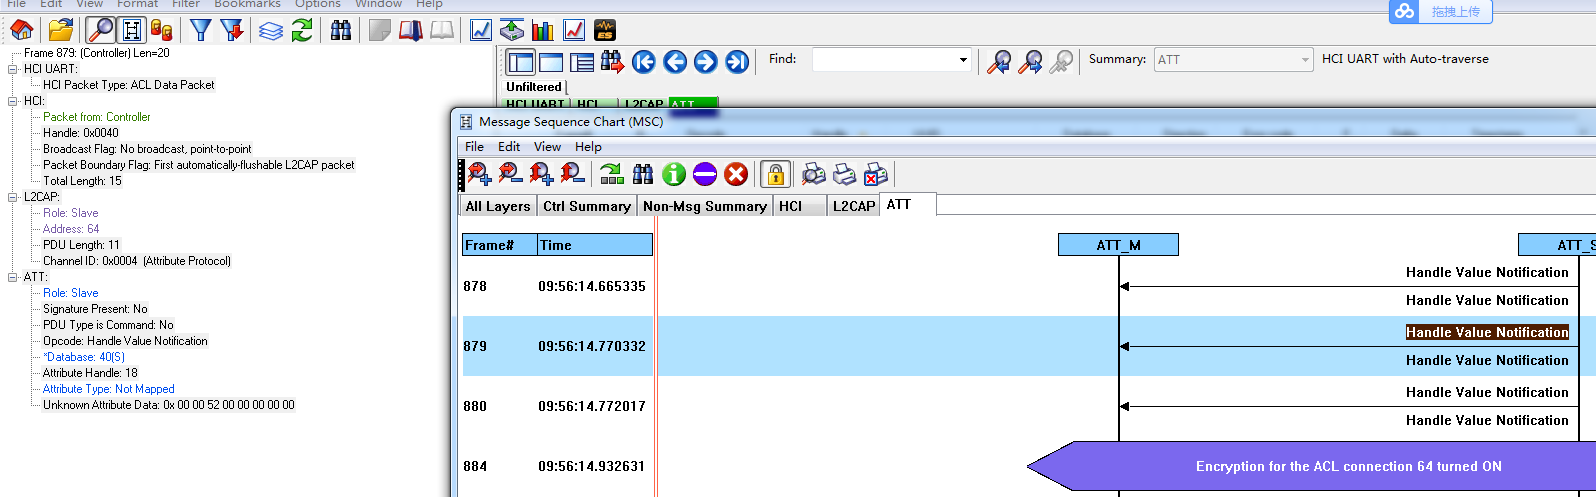 File Edit View Format Filter Bookmarks Options Window Help
拖拽上传
Frame 879: (Controller) Len=20
HCI UART:
HCI Packet Type: ACL Data Packet
HCI:
Packet from: Controller
Handle: 0x0040
Broadcast Flag: No broadcast, point-to-point
Packet Boundary Flag: First automatically-flushable L2CAP packet
Total Length: 15
L2CAP:
Role: Slave
Address: 64
PDU Length: 11
Channel ID: 0x0004 (Attribute Protocol)
ATT:
Role: Slave
Signature Present: No
PDU Type is Command: No
Opcode: Handle Value Notification
*Database: 40(S)
Attribute Handle: 18
Attribute Type: Not Mapped
Unknown Attribute Data: 0x 00 00 52 00 00 00 00 00
ES
Find: Summary: ATT HCI UART with Auto-traverse
Unfiltered
HCI UART HCI L2CAP ATT
Message Sequence Chart (MSC)
File Edit View Help
All Layers Ctrl Summary Non-Msg Summary HCI L2CAP ATT
Frame# Time ATT_M ATT_S
Handle Value Notification
878 09:56:14.665335
Handle Value Notification
Handle Value Notification
879 09:56:14.770332
Handle Value Notification
Handle Value Notification
880 09:56:14.772017
Handle Value Notification
884 09:56:14.932631 Encryption for the ACL connection 64 turned ON